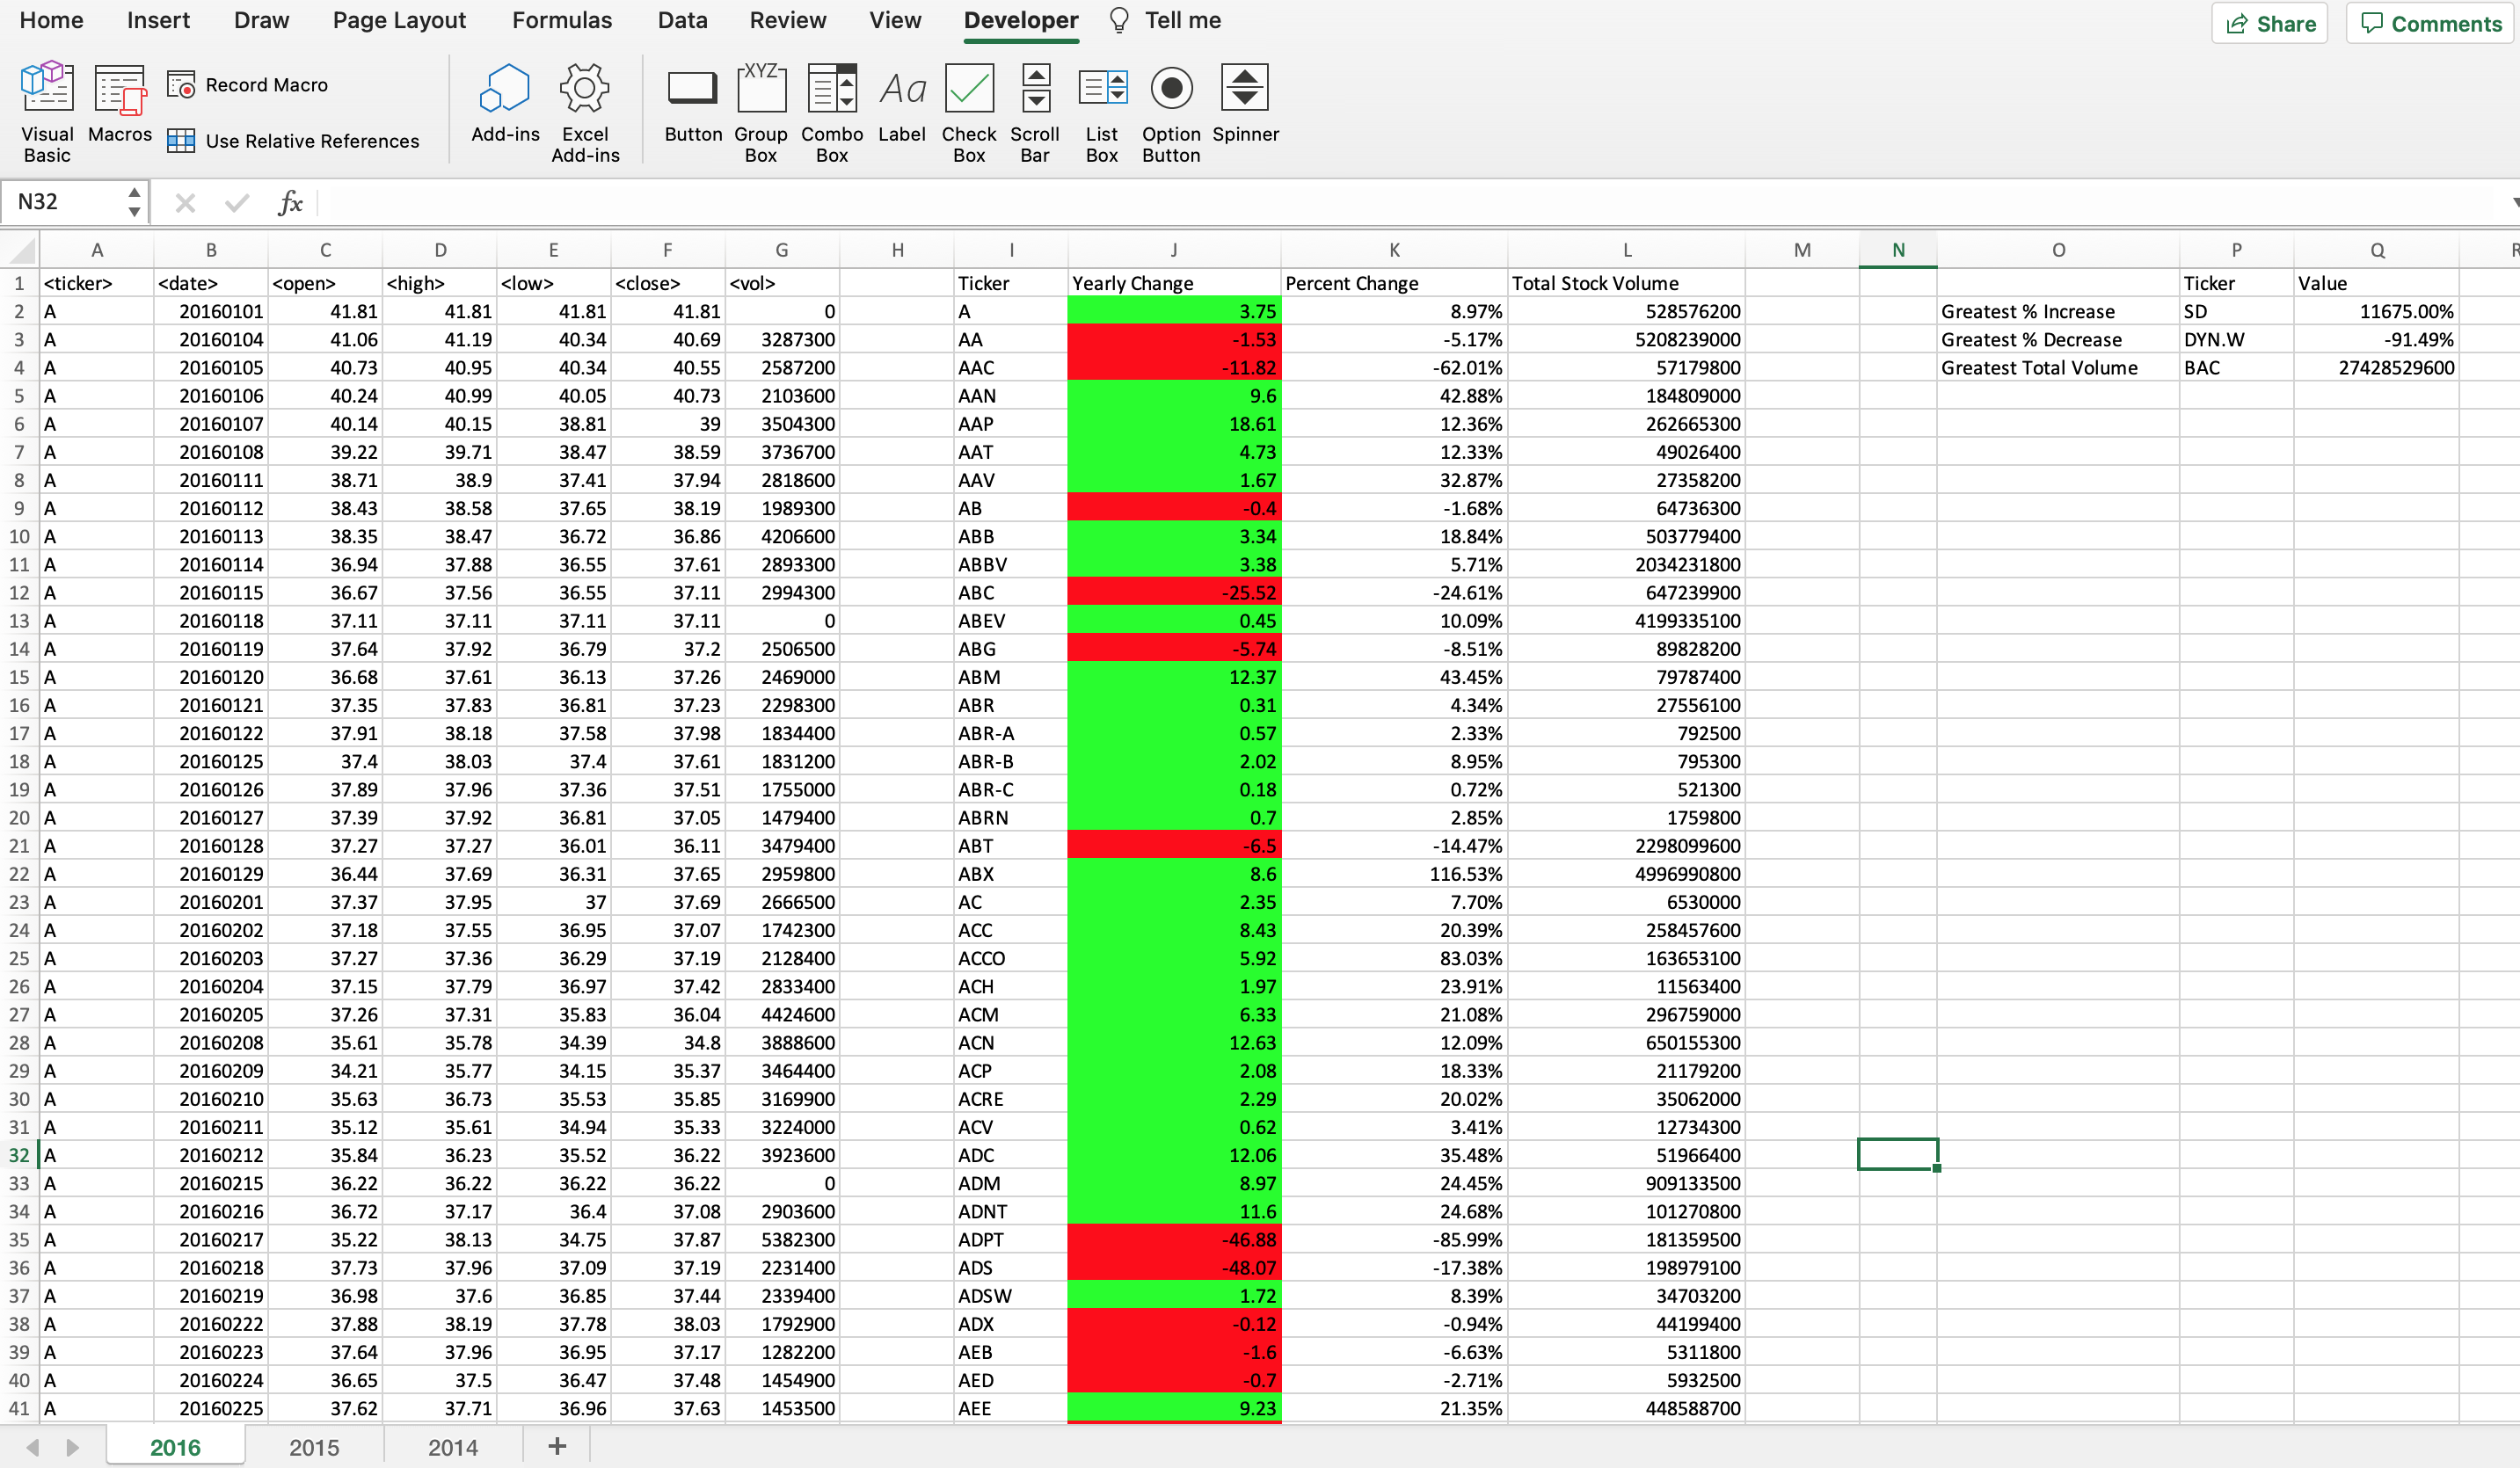 Home Insert Draw Page Layout Formulas Data Review View Developer Tell me Share Comments
Visual Basic Macros Record Macro Use Relative References Add-ins Excel Add-ins Button XYZ Group Box Combo Box Aa Label Check Box Scroll Bar List Box Option Button Spinner
N32 fx
A B C D E F G H I J K L M N O P Q R
1 <ticker> <date> <open> <high> <low> <close> <vol> Ticker Yearly Change Percent Change Total Stock Volume Ticker Value
2 A 20160101 41.81 41.81 41.81 41.81 0 A 3.75 8.97% 528576200 Greatest % Increase SD 11675.00%
3 A 20160104 41.06 41.19 40.34 40.69 3287300 AA -1.53 -5.17% 5208239000 Greatest % Decrease DYN.W -91.49%
4 A 20160105 40.73 40.95 40.34 40.55 2587200 AAC -11.82 -62.01% 57179800 Greatest Total Volume BAC 27428529600
5 A 20160106 40.24 40.99 40.05 40.73 2103600 AAN 9.6 42.88% 184809000
6 A 20160107 40.14 40.15 38.81 39 3504300 AAP 18.61 12.36% 262665300
7 A 20160108 39.22 39.71 38.47 38.59 3736700 AAT 4.73 12.33% 49026400
8 A 20160111 38.71 38.9 37.41 37.94 2818600 AAV 1.67 32.87% 27358200
9 A 20160112 38.43 38.58 37.65 38.19 1989300 AB -0.4 -1.68% 64736300
10 A 20160113 38.35 38.47 36.72 36.86 4206600 ABB 3.34 18.84% 503779400
11 A 20160114 36.94 37.88 36.55 37.61 2893300 ABBV 3.38 5.71% 2034231800
12 A 20160115 36.67 37.56 36.55 37.11 2994300 ABC -25.52 -24.61% 647239900
13 A 20160118 37.11 37.11 37.11 37.11 0 ABEV 0.45 10.09% 4199335100
14 A 20160119 37.64 37.92 36.79 37.2 2506500 ABG -5.74 -8.51% 89828200
15 A 20160120 36.68 37.61 36.13 37.26 2469000 ABM 12.37 43.45% 79787400
16 A 20160121 37.35 37.83 36.81 37.23 2298300 ABR 0.31 4.34% 27556100
17 A 20160122 37.91 38.18 37.58 37.98 1834400 ABR-A 0.57 2.33% 792500
18 A 20160125 37.4 38.03 37.4 37.61 1831200 ABR-B 2.02 8.95% 795300
19 A 20160126 37.89 37.96 37.36 37.51 1755000 ABR-C 0.18 0.72% 521300
20 A 20160127 37.39 37.92 36.81 37.05 1479400 ABRN 0.7 2.85% 1759800
21 A 20160128 37.27 37.27 36.01 36.11 3479400 ABT -6.5 -14.47% 2298099600
22 A 20160129 36.44 37.69 36.31 37.65 2959800 ABX 8.6 116.53% 4996990800
23 A 20160201 37.37 37.95 37 37.69 2666500 AC 2.35 7.70% 6530000
24 A 20160202 37.18 37.55 36.95 37.07 1742300 ACC 8.43 20.39% 258457600
25 A 20160203 37.27 37.36 36.29 37.19 2128400 ACCO 5.92 83.03% 163653100
26 A 20160204 37.15 37.79 36.97 37.42 2833400 ACH 1.97 23.91% 11563400
27 A 20160205 37.26 37.31 35.83 36.04 4424600 ACM 6.33 21.08% 296759000
28 A 20160208 35.61 35.78 34.39 34.8 3888600 ACN 12.63 12.09% 650155300
29 A 20160209 34.21 35.77 34.15 35.37 3464400 ACP 2.08 18.33% 21179200
30 A 20160210 35.63 36.73 35.53 35.85 3169900 ACRE 2.29 20.02% 35062000
31 A 20160211 35.12 35.61 34.94 35.33 3224000 ACV 0.62 3.41% 12734300
32 A 20160212 35.84 36.23 35.52 36.22 3923600 ADC 12.06 35.48% 51966400
33 A 20160215 36.22 36.22 36.22 36.22 0 ADM 8.97 24.45% 909133500
34 A 20160216 36.72 37.17 36.4 37.08 2903600 ADNT 11.6 24.68% 101270800
35 A 20160217 35.22 38.13 34.75 37.87 5382300 ADPT -46.88 -85.99% 181359500
36 A 20160218 37.73 37.96 37.09 37.19 2231400 ADS -48.07 -17.38% 198979100
37 A 20160219 36.98 37.6 36.85 37.44 2339400 ADSW 1.72 8.39% 34703200
38 A 20160222 37.88 38.19 37.78 38.03 1792900 ADX -0.12 -0.94% 44199400
39 A 20160223 37.64 37.96 36.95 37.17 1282200 AEB -1.6 -6.63% 5311800
40 A 20160224 36.65 37.5 36.47 37.48 1454900 AED -0.7 -2.71% 5932500
41 A 20160225 37.62 37.71 36.96 37.63 1453500 AEE 9.23 21.35% 448588700
2016 2015 2014 +